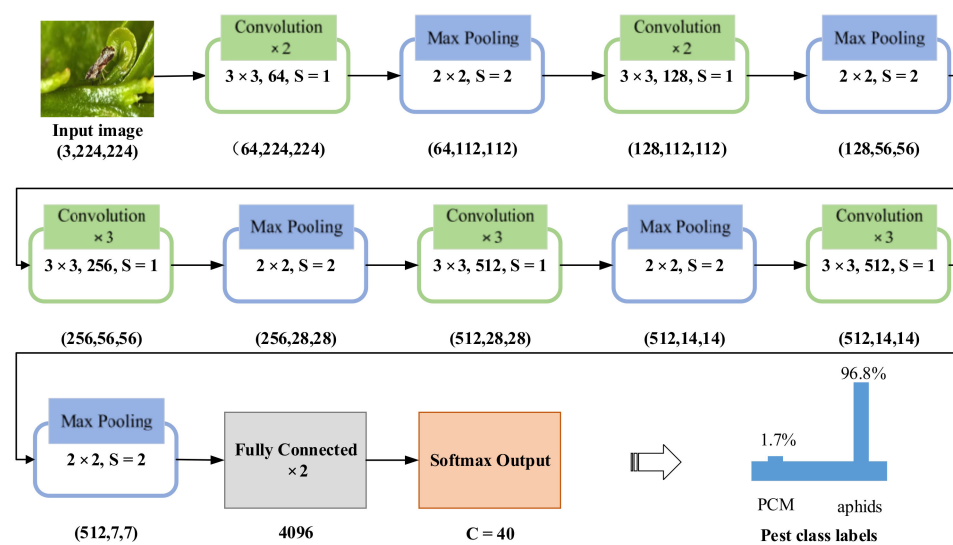 Convolution
×2
3 × 3, 64, S = 1
Max Pooling
2 × 2, S = 2
Convolution
×2
3 × 3, 128, S = 1
Max Pooling
2 × 2, S = 2
Input image
(3,224,224)
(64,224,224)
(64,112,112)
(128,112,112)
(128,56,56)
Convolution
×3
3 × 3, 256, S = 1
Max Pooling
2 × 2, S = 2
Convolution
×3
3 × 3, 512, S = 1
Max Pooling
2 × 2, S = 2
Convolution
×3
3 × 3, 512, S = 1
(256,56,56)
(256,28,28)
(512,28,28)
(512,14,14)
(512,14,14)
Max Pooling
2 × 2, S = 2
Fully Connected
×2
Softmax Output
96.8%
1.7%
PCM
aphids
(512,7,7)
4096
C = 40
Pest class labels